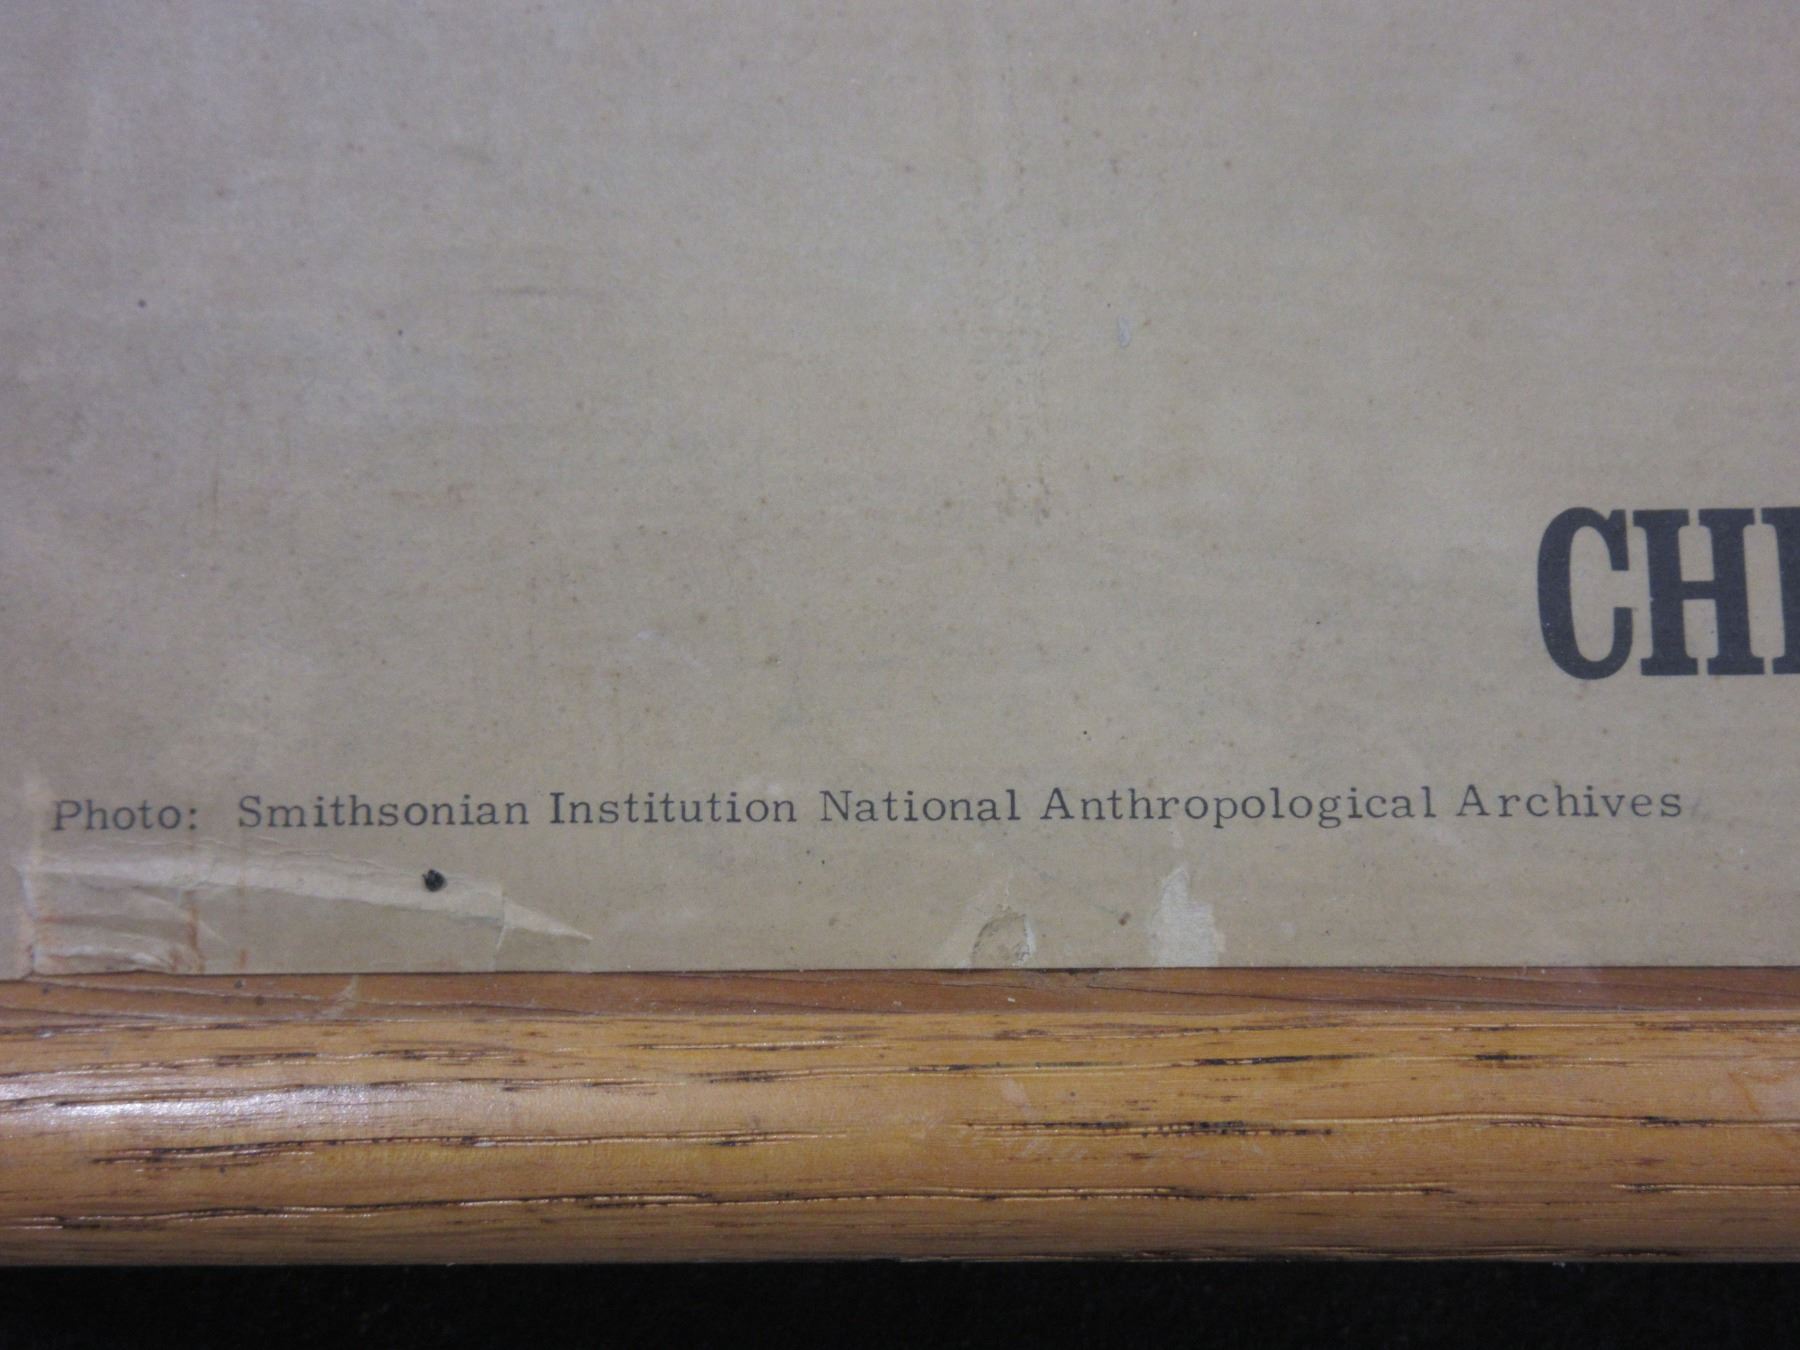 CH
Photo: Smithsonian Institution National Anthropological Archives